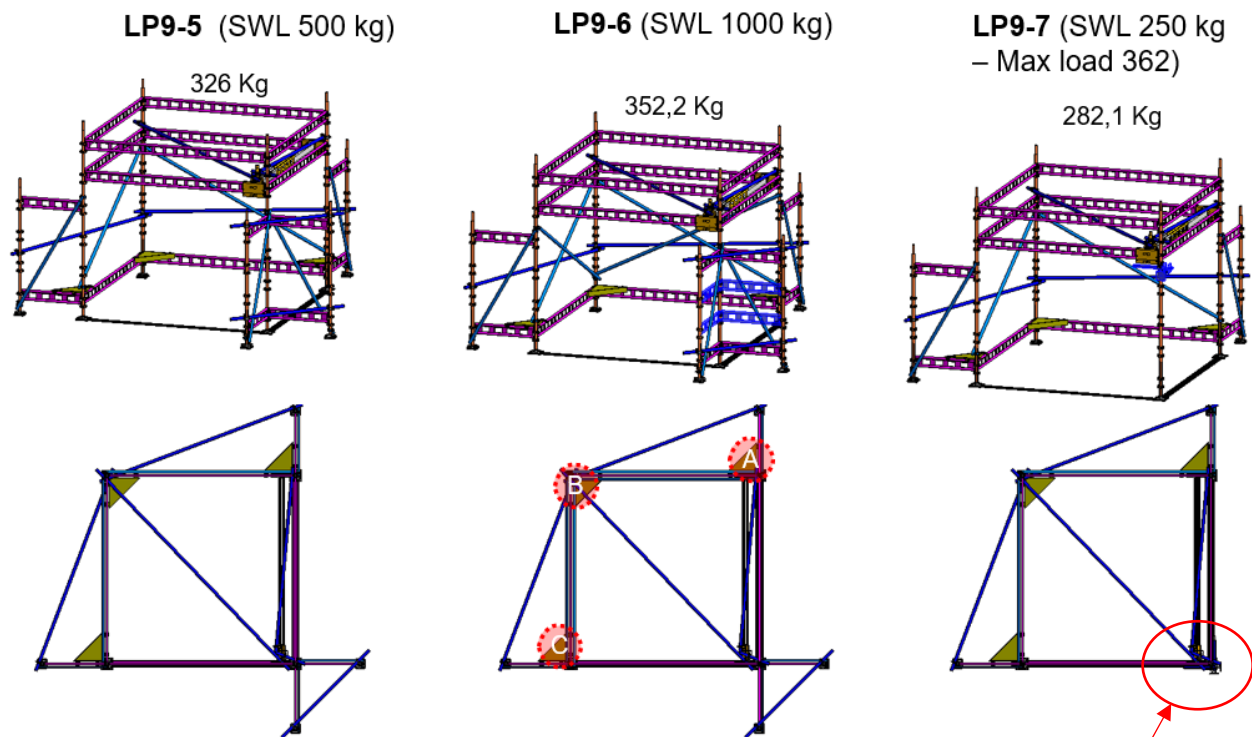 LP9-5 (SWL 500 kg)
326 Kg
LP9-6 (SWL 1000 kg)
352,2 Kg
LP9-7 (SWL 250 kg
– Max load 362)
282,1 Kg
A
B
C